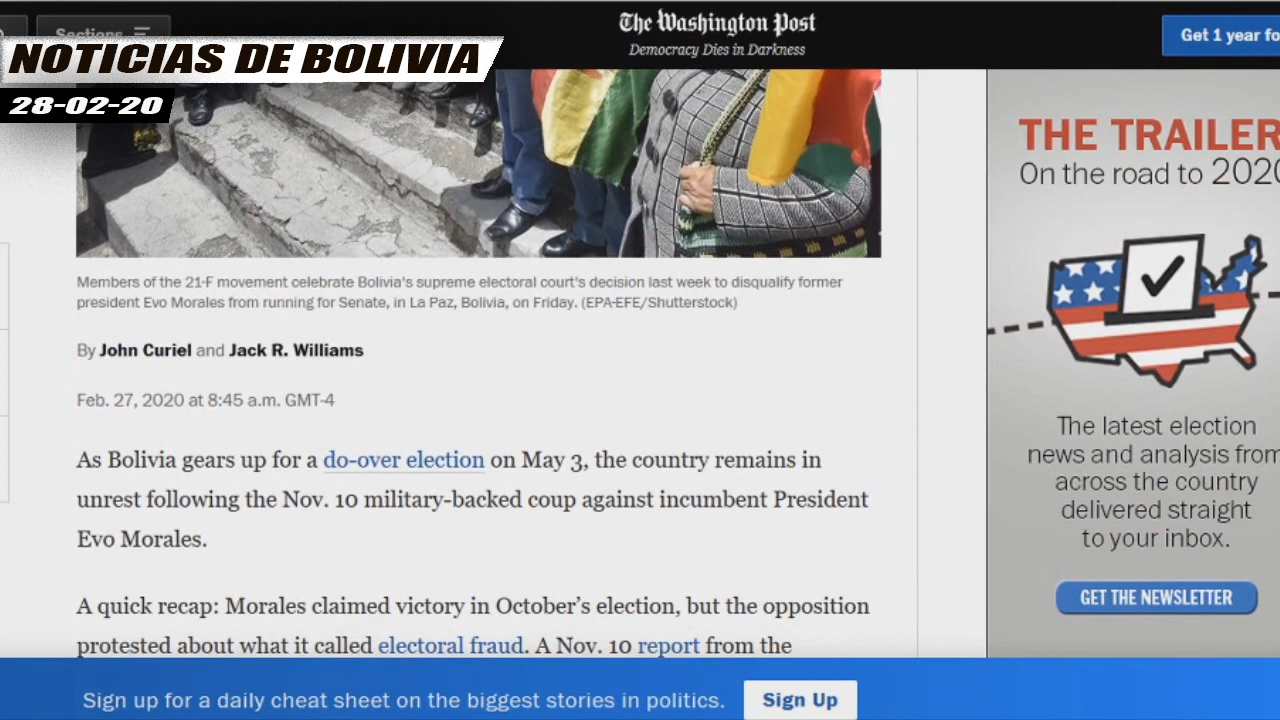 Sections
The Washington Post
Democracy Dies in Darkness
Get 1 year fo
NOTICIAS DE BOLIVIA
28-02-20
THE TRAILER
On the road to 2020
Members of the 21-F movement celebrate Bolivia's supreme electoral court's decision last week to disqualify former
president Evo Morales from running for Senate, in La Paz, Bolivia, on Friday. (EPA-EFE/Shutterstock)
By John Curiel and Jack R. Williams
Feb. 27, 2020 at 8:45 a.m. GMT-4
As Bolivia gears up for a do-over election on May 3, the country remains in
unrest following the Nov. 10 military-backed coup against incumbent President
Evo Morales.
A quick recap: Morales claimed victory in October's election, but the opposition
protested about what it called electoral fraud. A Nov. 10 report from the
The latest election
news and analysis from
across the country
delivered straight
to your inbox.
GET THE NEWSLETTER
Sign up for a daily cheat sheet on the biggest stories in politics.
Sign Up